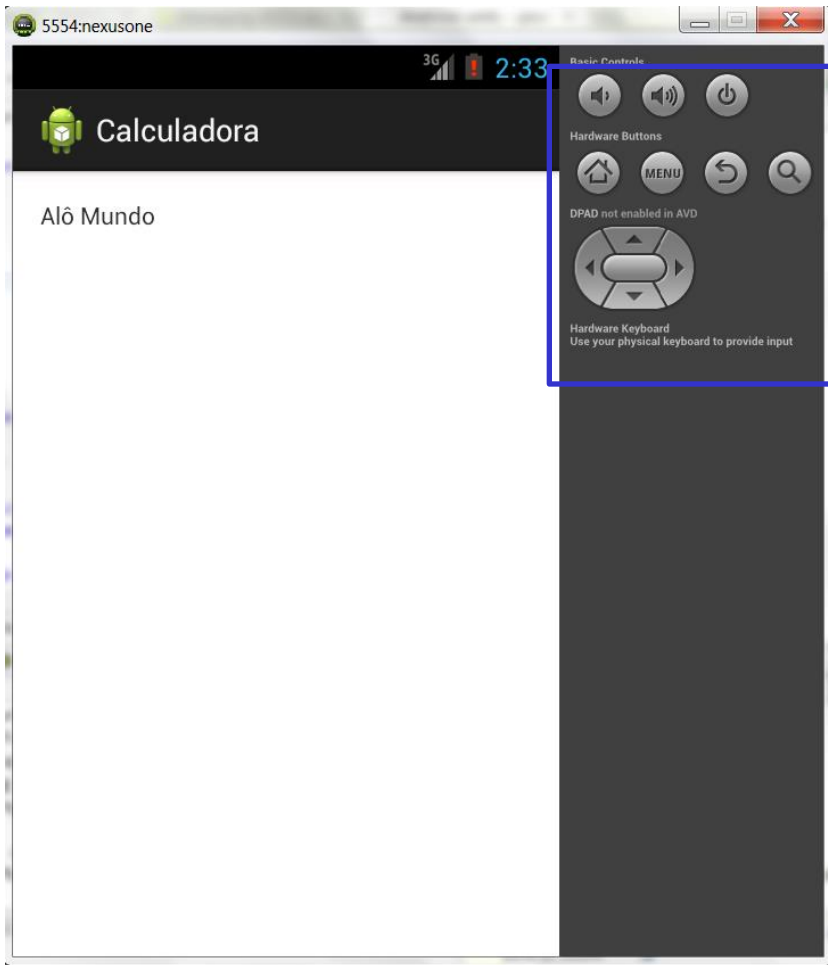 5554:nexusone
3G 2:33
Calculadora
Alô Mundo
Basic Controls
Hardware Buttons
MENU
DPAD not enabled in AVD
Hardware Keyboard
Use your physical keyboard to provide input